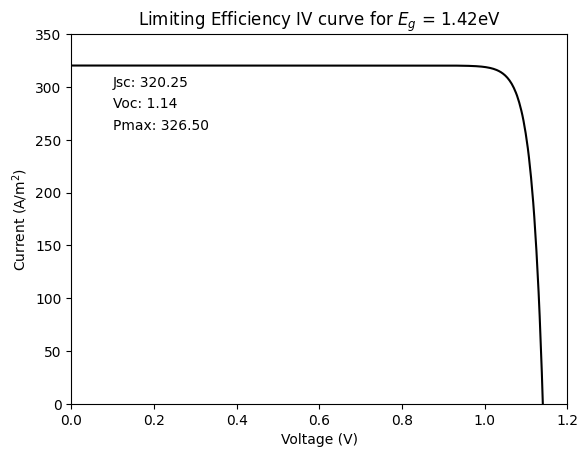 Limiting Efficiency IV curve for E_g = 1.42eV
350
300
250
200
150
100
50
0
Current (A/m²)
Jsc: 320.25
Voc: 1.14
Pmax: 326.50
0.0 0.2 0.4 0.6 0.8 1.0 1.2
Voltage (V)